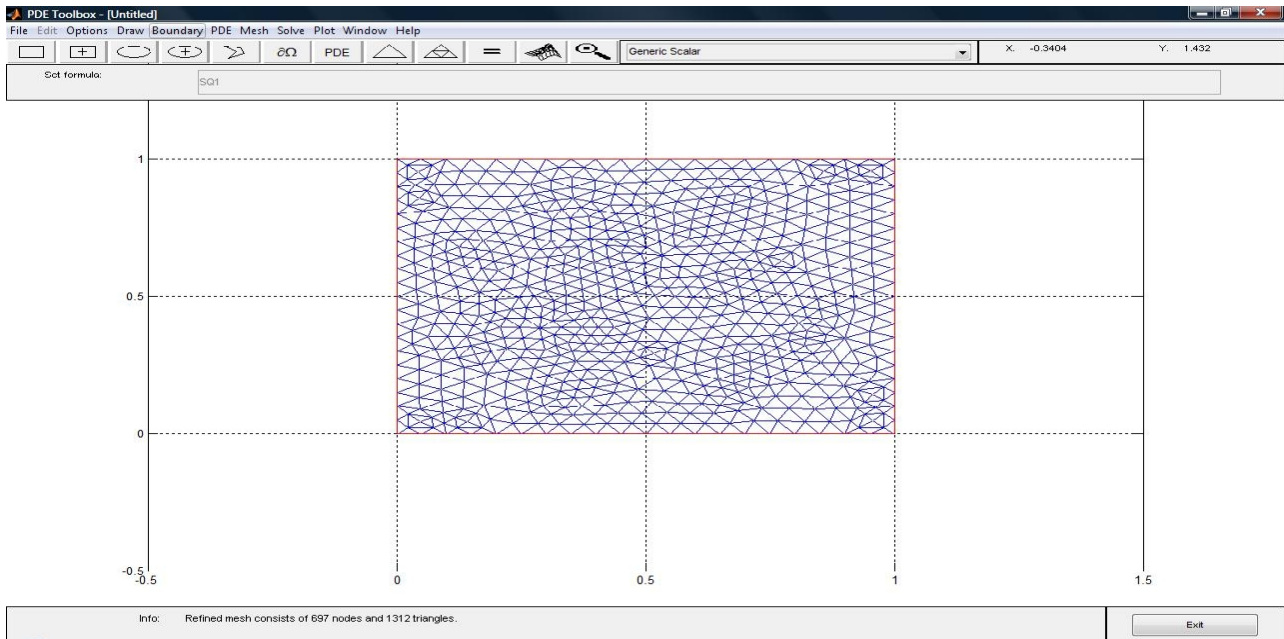 PDE Toolbox - [Untitled]
File Edit Options Draw Boundary PDE Mesh Solve Plot Window Help
∂Ω PDE = Generic Scalar X. -0.3404 Y. 1.432
Set formula: SQ1
1
0.5
0
-0.5
-0.5 0 0.5 1 1.5
Info: Refined mesh consists of 697 nodes and 1312 triangles.
Exit